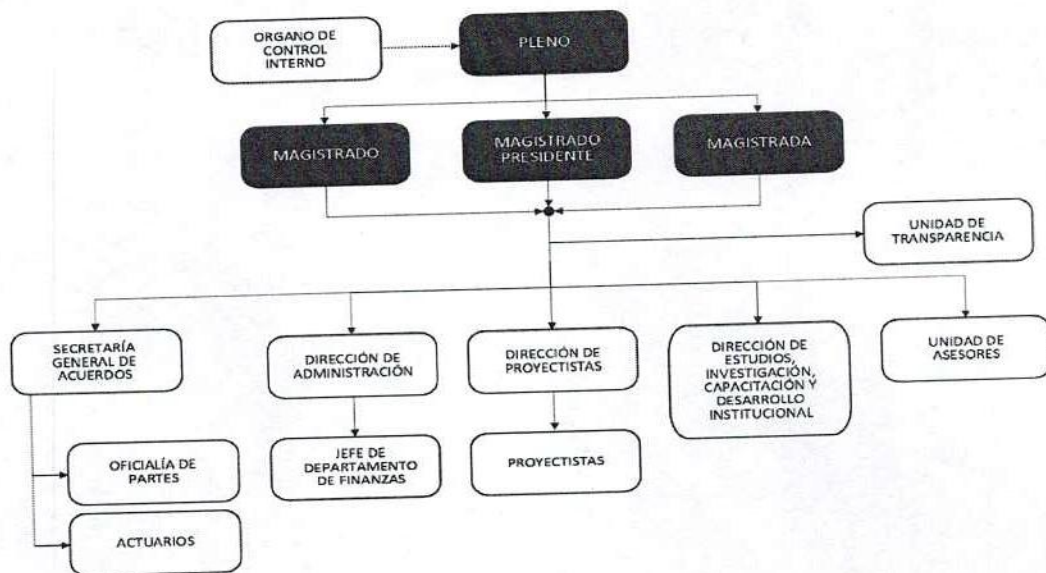 ORGANO DE
CONTROL
INTERNO
PLENO
MAGISTRADO
MAGISTRADO
PRESIDENTE
MAGISTRADA
UNIDAD DE
TRANSPARENCIA
SECRETARÍA
GENERAL DE
ACUERDOS
DIRECCIÓN DE
ADMINISTRACIÓN
DIRECCIÓN DE
PROYECTISTAS
DIRECCIÓN DE
ESTUDIOS,
INVESTIGACIÓN,
CAPACITACIÓN Y
DESARROLLO
INSTITUCIONAL
UNIDAD DE
ASESORES
OFICIALÍA DE
PARTES
JEFE DE
DEPARTAMENTO
DE FINANZAS
PROYECTISTAS
ACTUARIOS